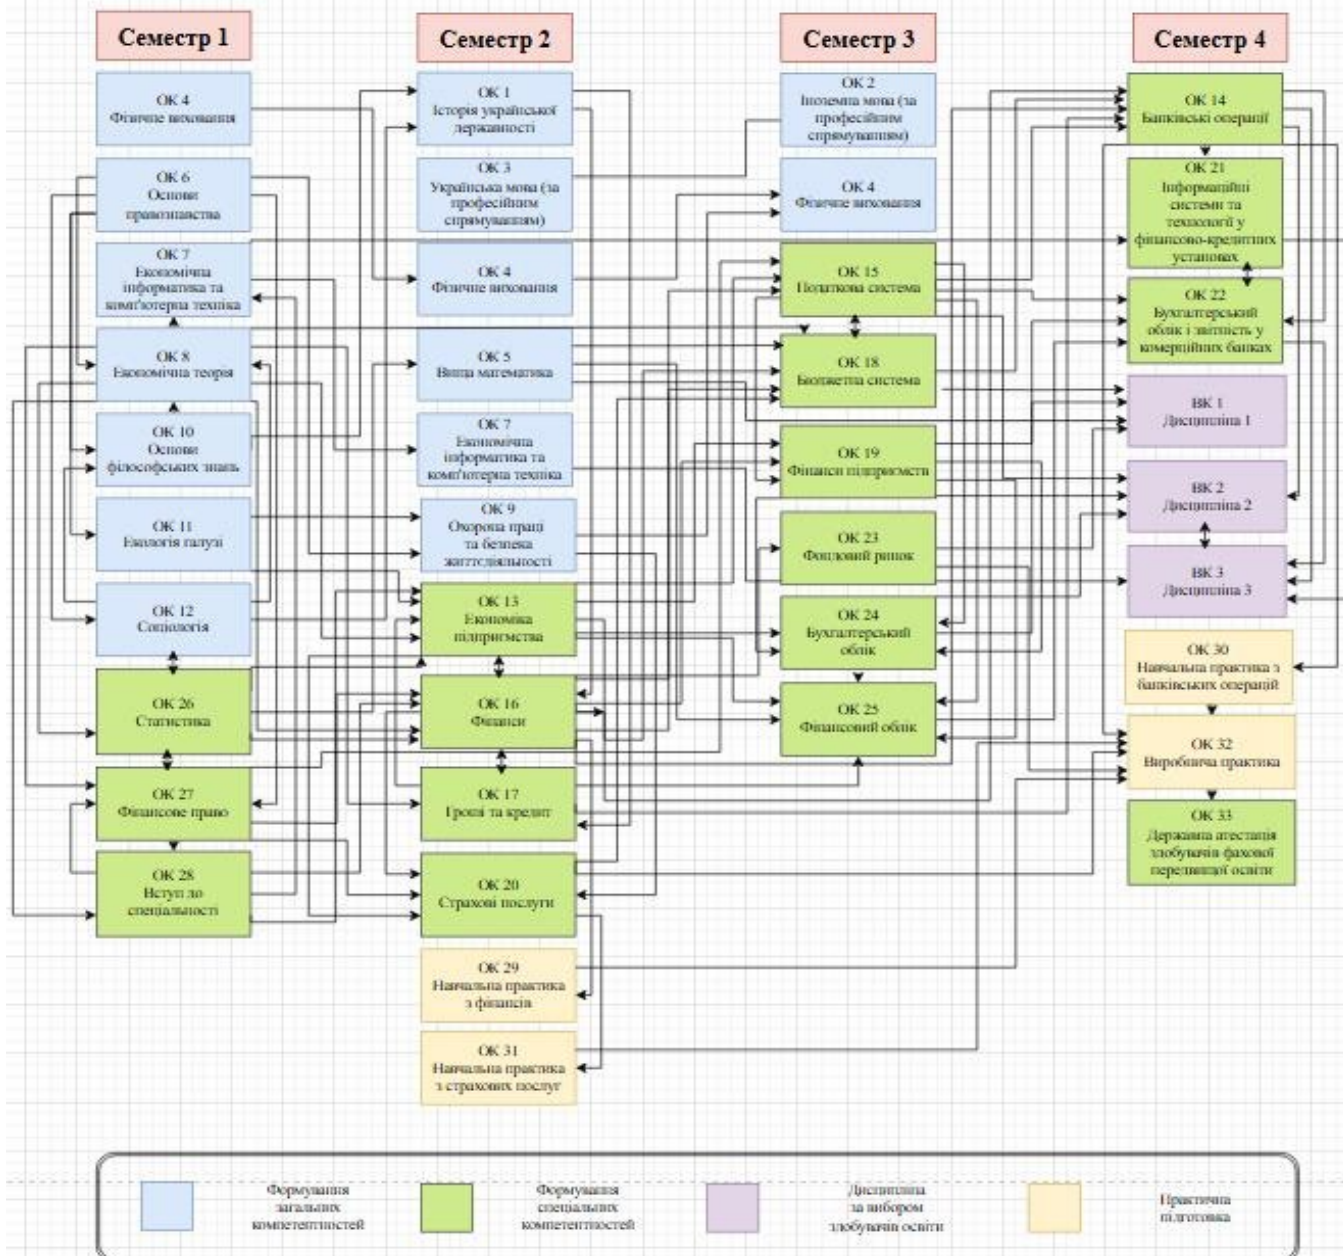 Семестр 1
ОК 4
Фізичне виховання
ОК 6
Основи
правознавства
ОК 7
Економічна
інформатика та
комп'ютерна техніка
ОК 8
Економічна теорія
ОК 10
Основи
філософських знань
ОК 11
Екологія галузі
ОК 12
Соціологія
ОК 26
Статистика
ОК 27
Фінансове право
ОК 28
Вступ до
спеціальності
Семестр 2
ОК 1
Історія української
державності
ОК 3
Українська мова (за
професійним
спрямуванням)
ОК 4
Фізичне виховання
ОК 5
Вища математика
ОК 7
Економічна
інформатика та
комп'ютерна техніка
ОК 9
Охорона праці
та безпека
життєдіяльності
ОК 13
Економіка
підприємства
ОК 16
Фінанси
ОК 17
Гроші та кредит
ОК 20
Страхові послуги
ОК 29
Навчальна практика
з фінансів
ОК 31
Навчальна практика
з страхових послуг
Семестр 3
ОК 2
Іноземна мова (за
професійним
спрямуванням)
ОК 4
Фізичне виховання
ОК 15
Податкова система
ОК 18
Бюджетна система
ОК 19
Фінанси підприємств
ОК 23
Фондовий ринок
ОК 24
Бухгалтерський
облік
ОК 25
Фінансовий облік
Семестр 4
ОК 14
Банківські операції
ОК 21
Інформаційні
системи та
технології у
фінансово-кредитних
установах
ОК 22
Бухгалтерський
облік і звітність у
комерційних банках
ВК 1
Дисципліна 1
ВК 2
Дисципліна 2
ВК 3
Дисципліна 3
ОК 30
Навчальна практика з
банківських операцій
ОК 32
Виробнича практика
ОК 33
Державна атестація
здобувачів фахової
передвищої освіти
Формування
загальних
компетентностей
Формування
спеціальних
компетентностей
Дисципліна
за вибором
здобувачів освіти
Практична
підготовка